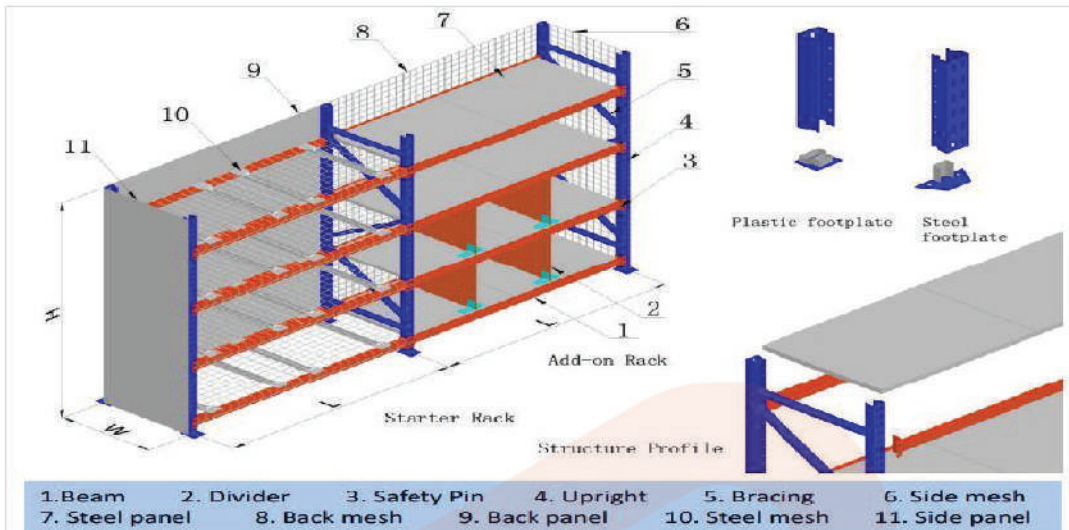 7
6
8
9
5
10
4
11
3
Plastic footplate
Steel
footplate
H
2
1
L
Add-on Rack
L
W
Starter Rack
Structure Profile
1.Beam 2. Divider 3. Safety Pin 4. Upright 5. Bracing 6. Side mesh
7. Steel panel 8. Back mesh 9. Back panel 10. Steel mesh 11. Side panel